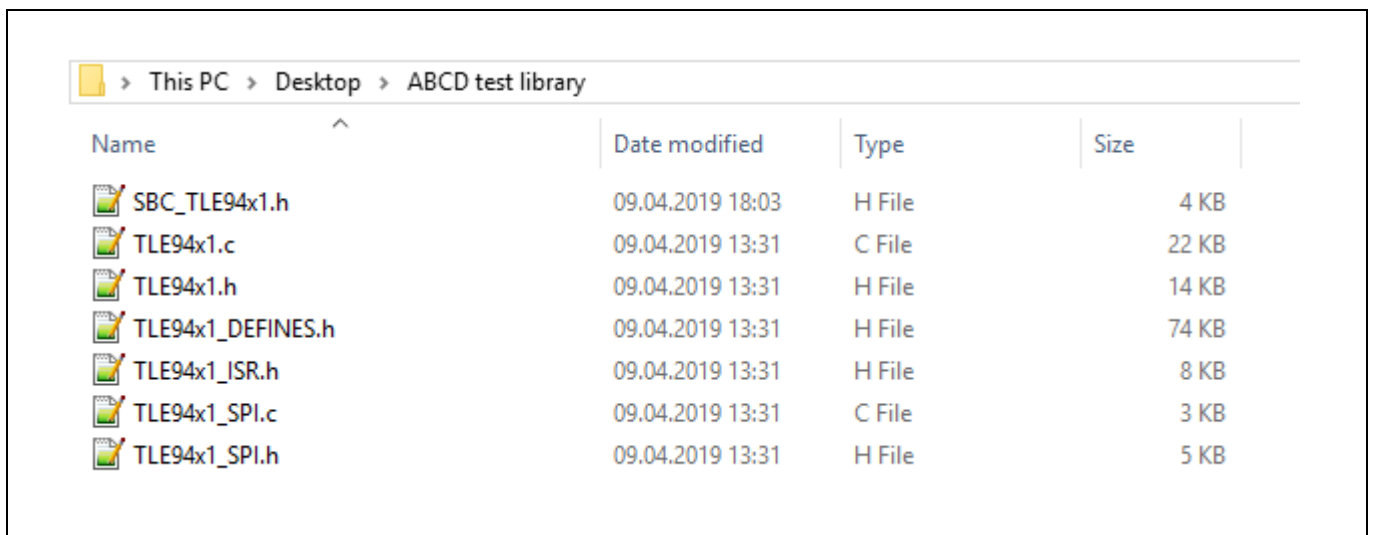 > This PC > Desktop > ABCD test library
Name Date modified Type Size
SBC_TLE94x1.h 09.04.2019 18:03 H File 4 KB
TLE94x1.c 09.04.2019 13:31 C File 22 KB
TLE94x1.h 09.04.2019 13:31 H File 14 KB
TLE94x1_DEFINES.h 09.04.2019 13:31 H File 74 KB
TLE94x1_ISR.h 09.04.2019 13:31 H File 8 KB
TLE94x1_SPI.c 09.04.2019 13:31 C File 3 KB
TLE94x1_SPI.h 09.04.2019 13:31 H File 5 KB